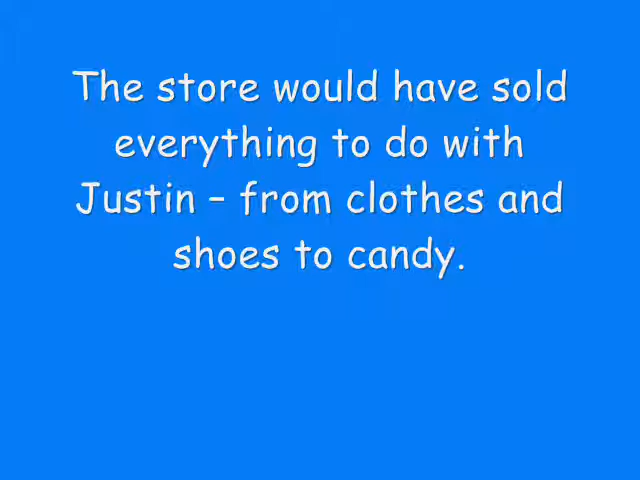 The store would have sold
everything to do with
Justin – from clothes and
shoes to candy.